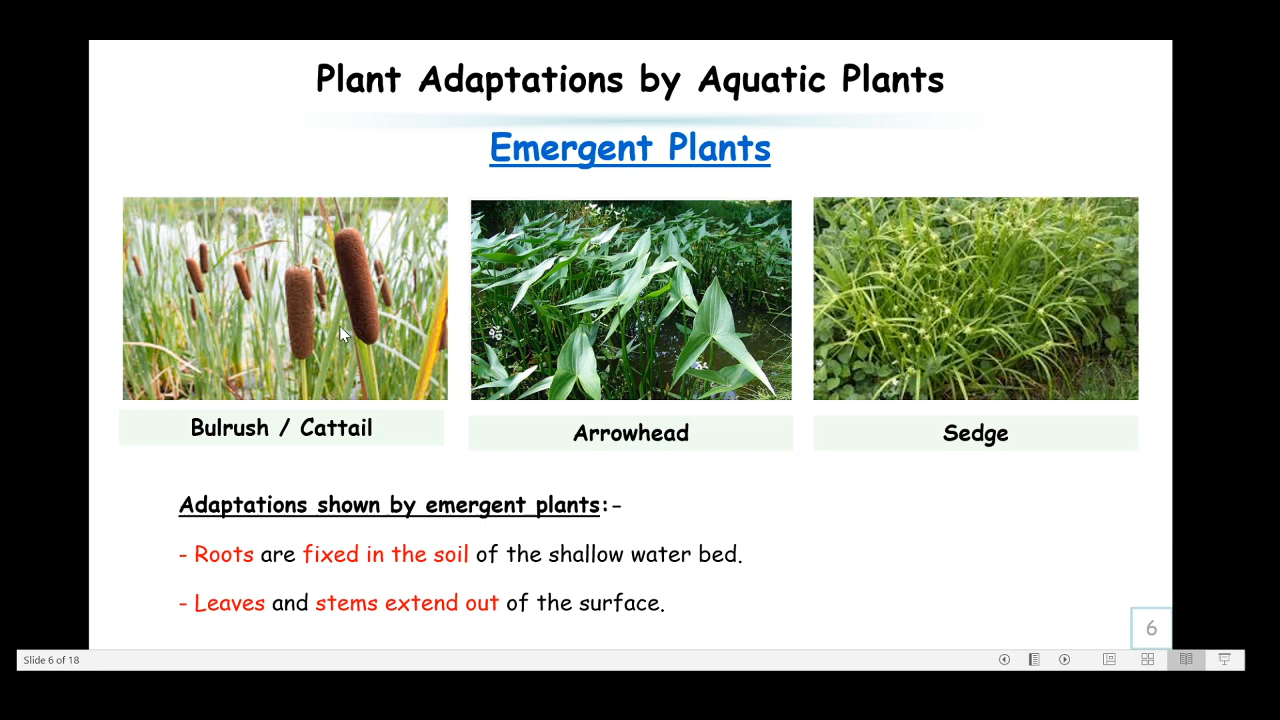 Plant Adaptations by Aquatic Plants
Emergent Plants
Bulrush / Cattail
Arrowhead
Sedge
Adaptations shown by emergent plants:-
- Roots are fixed in the soil of the shallow water bed.
- Leaves and stems extend out of the surface.
6
Slide 6 of 18